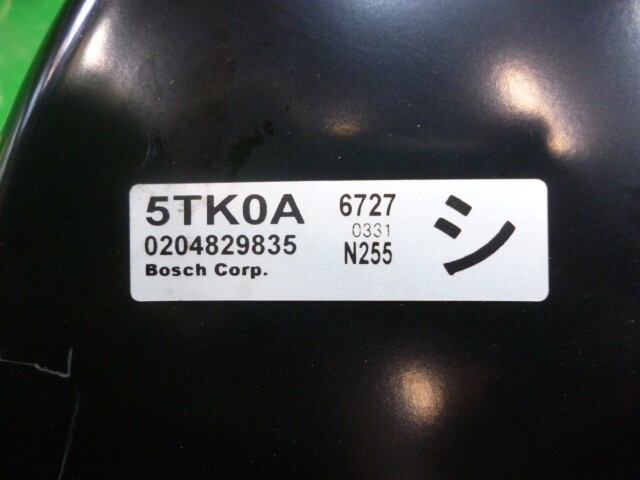 5TK0A 6727
0331
0204829835 N255
Bosch Corp.
シ